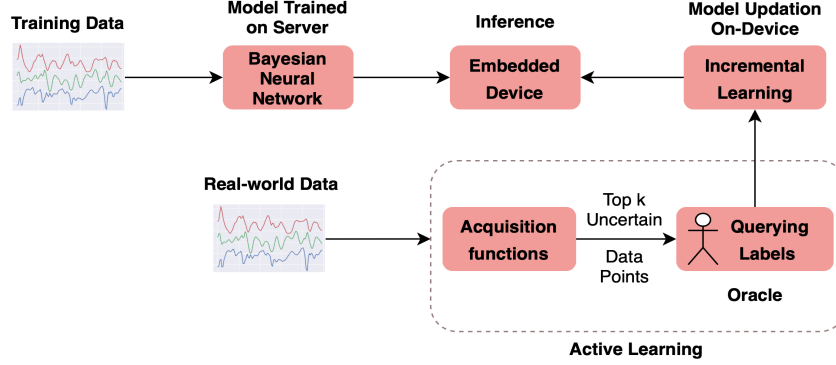 Training Data
Model Trained
on Server
Bayesian
Neural
Network
Inference
Embedded
Device
Model Updation
On-Device
Incremental
Learning
Real-world Data
Acquisition
functions
Top k
Uncertain
Data
Points
Querying
Labels
Oracle
Active Learning